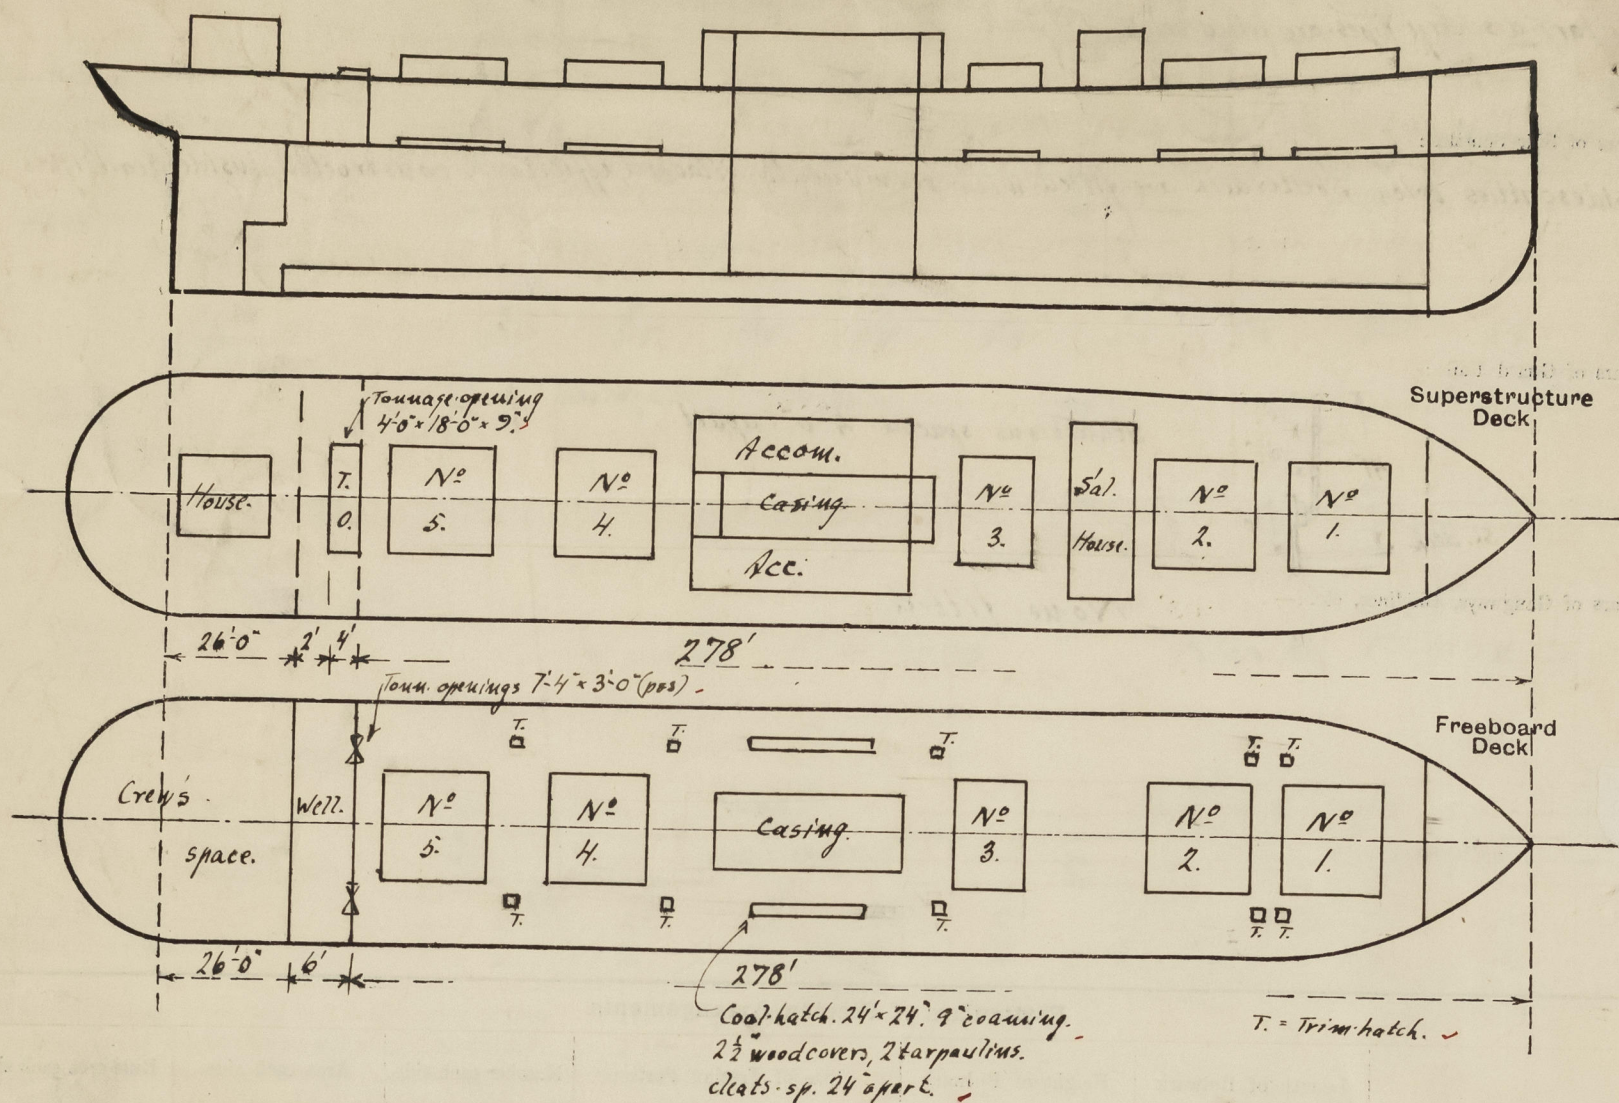 Superstructure
Deck
Tonnage opening
4'-0" × 18'-0" × 9".
House.
T.
O.
Nº
5.
Nº
4.
Accom.
Casing.
Acc.
Nº
3.
Sal.
House.
Nº
2.
Nº
1.
26'-0" 2' 4' 278'
Tonn. openings 7'-4" × 3'-0" (p&s).
Freeboard
Deck
T. T. T. T. T.
Crew's
space.
Well.
Nº
5.
Nº
4.
Casing.
Nº
3.
Nº
2.
Nº
1.
T. T. T. T. T.
26'-0" 6' 278'
Coal hatch. 24' × 24". 9" coaming.
2½" woodcovers, 2 tarpaulins.
cleats sp. 24" apart.
T. = Trim hatch.